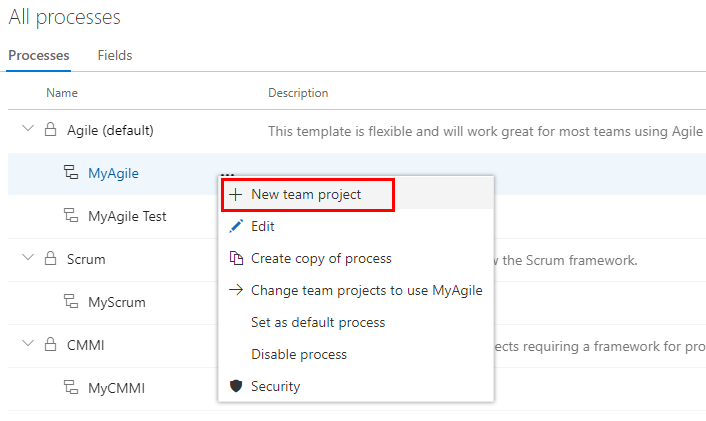 All processes
Processes Fields
Name Description
Agile (default) This template is flexible and will work great for most teams using Agile
MyAgile ...
New team project
MyAgile Test
Edit
Scrum Create copy of process the Scrum framework.
MyScrum Change team projects to use MyAgile
Set as default process
CMMI Disable process requiring a framework for pro
MyCMMI Security